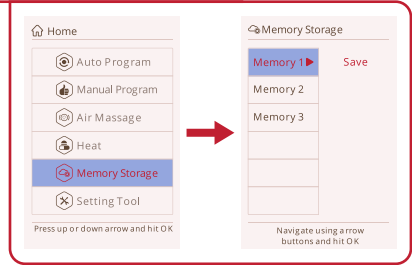 Home
Auto Program
Manual Program
Air Massage
Heat
Memory Storage
Setting Tool
Press up or down arrow and hit OK
Memory Storage
Memory 1 Save
Memory 2
Memory 3
Navigate using arrow
buttons and hit OK